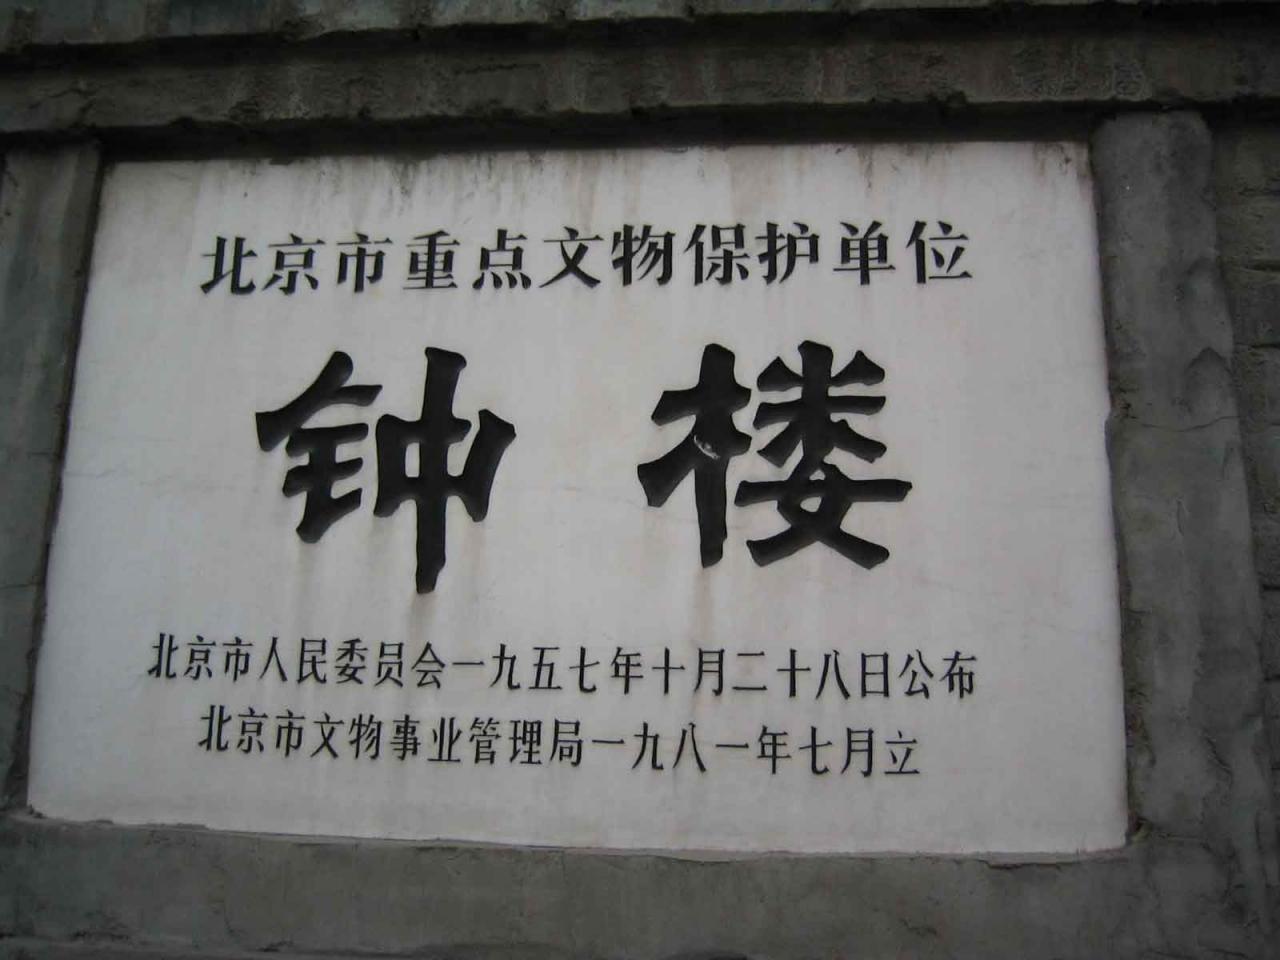 北京市重点文物保护单位
钟楼
北京市人民委员会一九五七年十月二十八日公布
北京市文物事业管理局一九八一年七月立